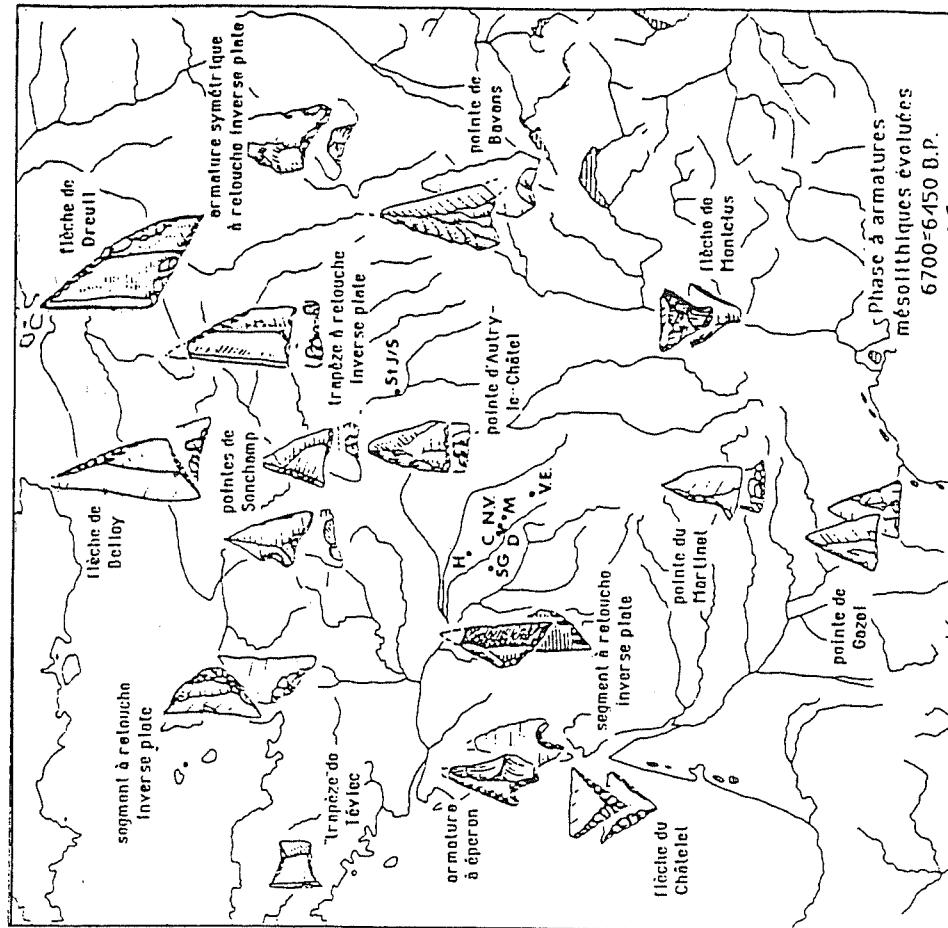 flèche de
Dreuil
armature symétrique
à retouche inverse plate
flèche de
Belloy
pointes de
Sonchamp
trapèze à retouche
inverse plate
St J/S
pointe de
Bavans
segment à retouche
inverse plate
trapèze de
Téviec
pointe d'Autry-
le-Châtel
H
C
N.V.
SG
D
M
V.E.
armature
à éperon
segment à retouche
inverse plate
flèche du
Châtelet
pointe du
Martinet
flèche de
Montclus
pointe de
Gazel
Phase à armatures
mésolithiques évoluées
6700-6450 B.P.